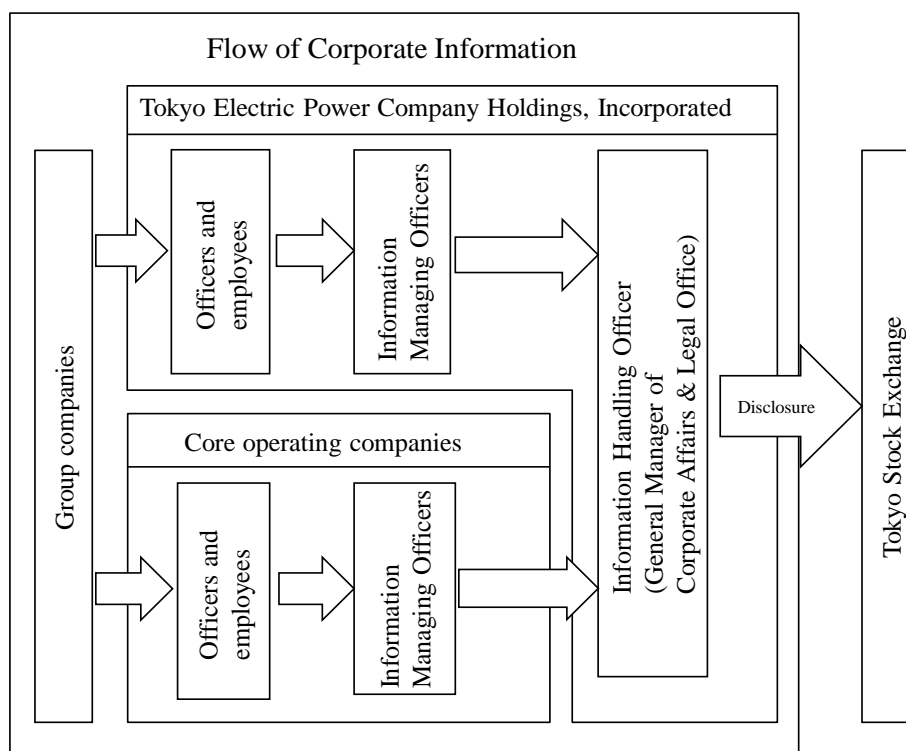 Flow of Corporate Information
Tokyo Electric Power Company Holdings, Incorporated
Group companies
Officers and
employees
Information
Managing Officers
Information Handling Officer
(General Manager of
Corporate Affairs & Legal Office)
Disclosure
Tokyo Stock Exchange
Core operating companies
Officers and
employees
Information
Managing Officers